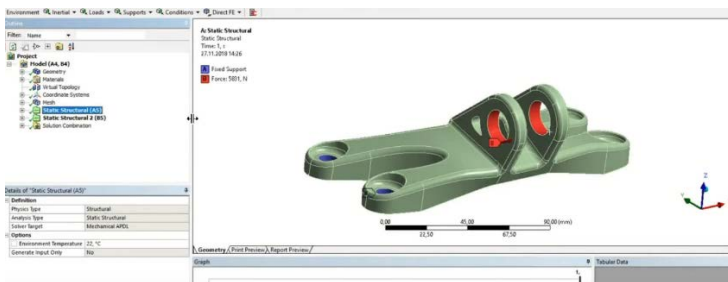 Environment Inertial Loads Supports Conditions Direct FE
Outline
Filter: Name
Project
Model (A4, B4)
Geometry
Materials
Virtual Topology
Coordinate Systems
Mesh
Static Structural (A5)
Static Structural 2 (B5)
Solution Combination
Details of "Static Structural (A5)"
Definition
Physics Type Structural
Analysis Type Static Structural
Solver Target Mechanical APDL
Options
Environment Temperature 22, °C
Generate Input Only No
A: Static Structural
Static Structural
Time: 1, s
27.11.2018 14:26
A Fixed Support
B Force: 5881, N
0,00 45,00 90,00 (mm)
22,50 67,50
Z
Y
Geometry Print Preview Report Preview
Graph
Tabular Data
1,